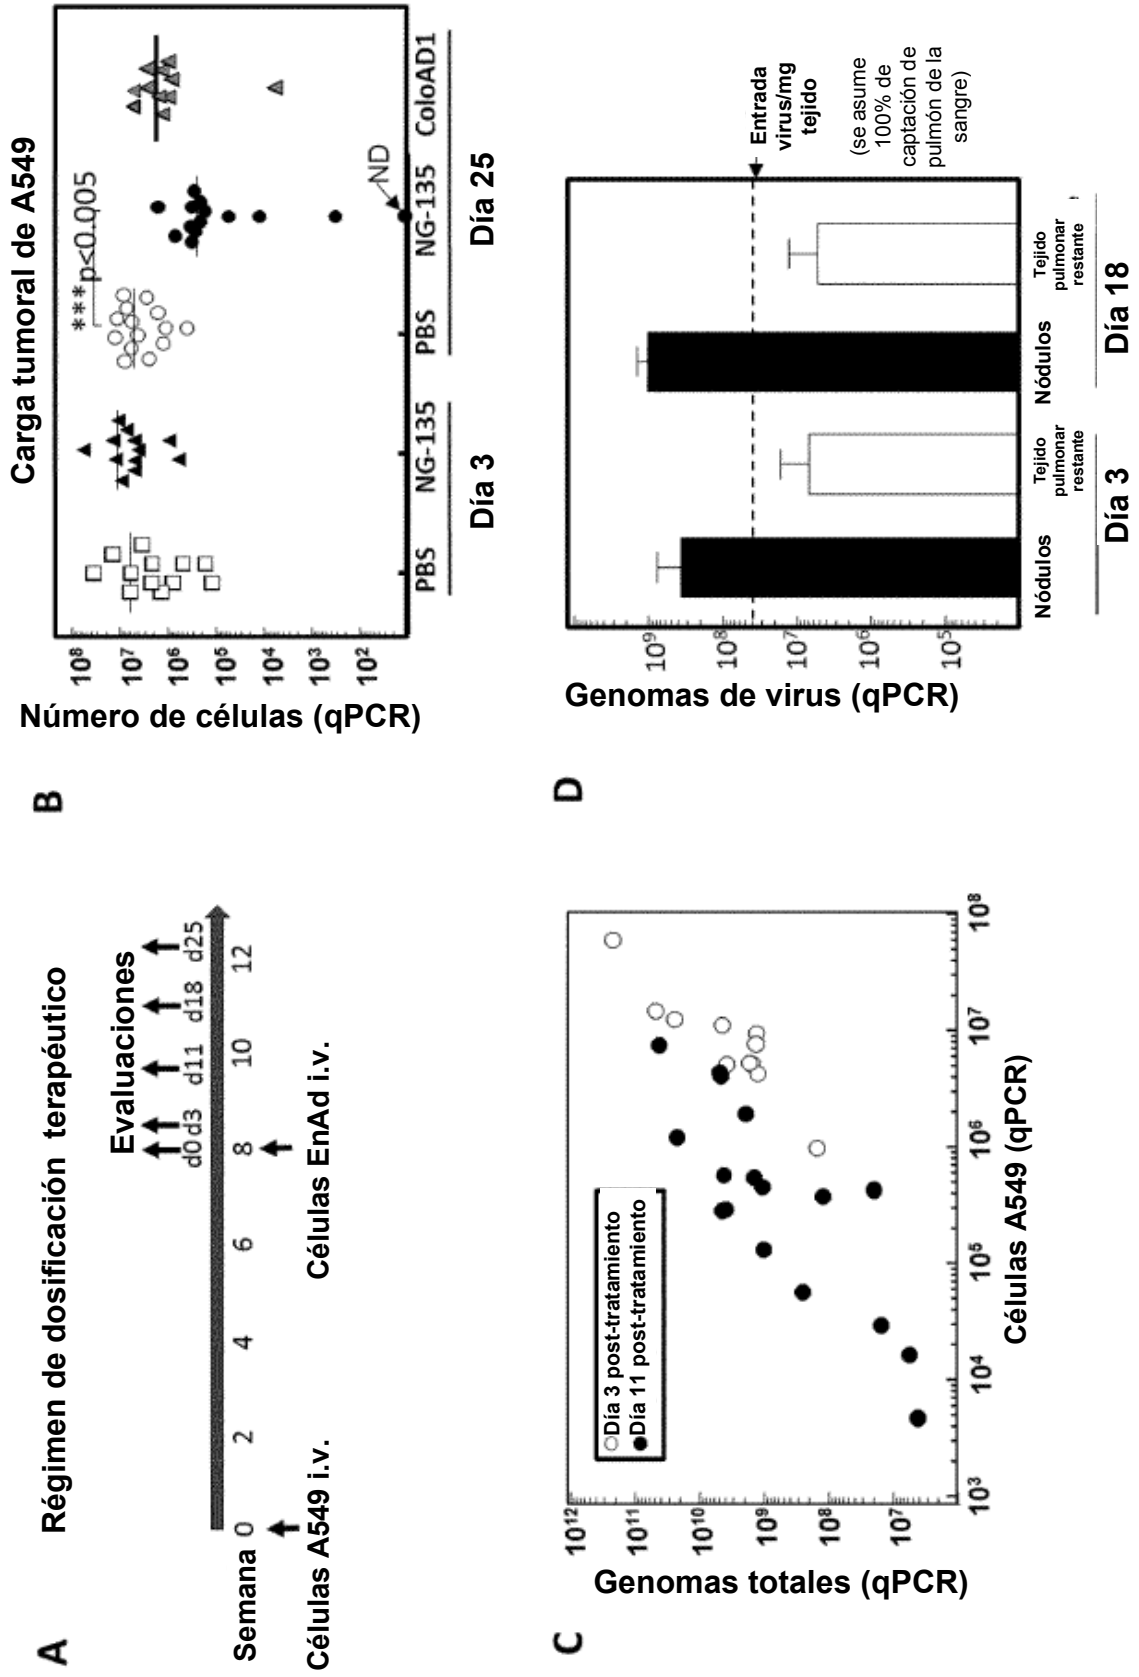 A
Régimen de dosificación terapéutico
Evaluaciones
d0 d3 d11 d18 d25
Semana 0 2 4 6 8 10 12
Células A549 i.v.
Células EnAd i.v.
B
Carga tumoral de A549
Número de células (qPCR)
10⁸
10⁷
10⁶
10⁵
10⁴
10³
10²
***p<0.005
ND
PBS NG-135 PBS NG-135 ColoAD1
Día 3 Día 25
C
Genomas totales (qPCR)
10¹²
10¹¹
10¹⁰
10⁹
10⁸
10⁷
Día 3 post-tratamiento
Día 11 post-tratamiento
10³ 10⁴ 10⁵ 10⁶ 10⁷ 10⁸
Células A549 (qPCR)
D
Genomas de virus (qPCR)
10⁹
10⁸
10⁷
10⁶
10⁵
Entrada
virus/mg
tejido
(se asume
100% de
captación de
pulmón de la
sangre)
Nódulos
Tejido
pulmonar
restante
Nódulos
Tejido
pulmonar
restante
Día 3 Día 18